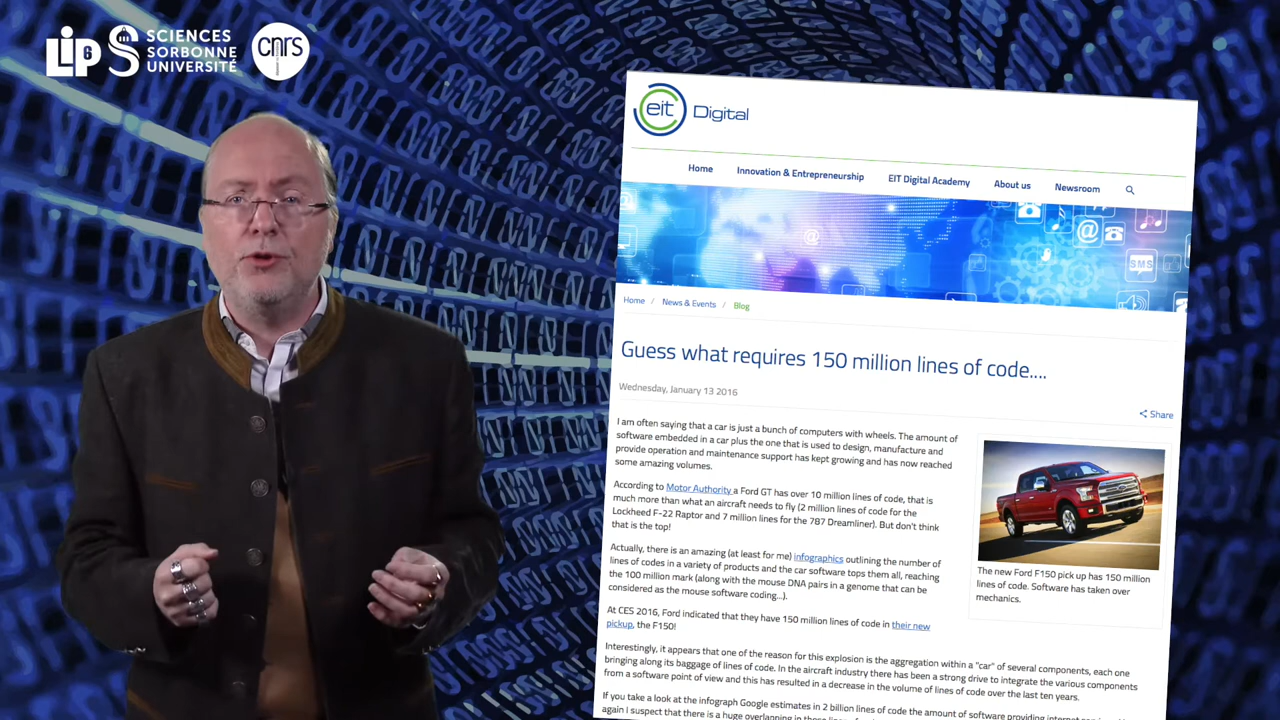 LIP6
SCIENCES
SORBONNE
UNIVERSITÉ
cnrs
eit Digital
Home
Innovation & Entrepreneurship
EIT Digital Academy
About us
Newsroom
@
@
SMS
Home / News & Events / Blog
Guess what requires 150 million lines of code....
Wednesday, January 13 2016
Share
I am often saying that a car is just a bunch of computers with wheels. The amount of
software embedded in a car plus the one that is used to design, manufacture and
provide operation and maintenance support has kept growing and has now reached
some amazing volumes.
According to Motor Authority a Ford GT has over 10 million lines of code, that is
much more than what an aircraft needs to fly (2 million lines of code for the
Lockheed F-22 Raptor and 7 million lines for the 787 Dreamliner). But don't think
that is the top!
Actually, there is an amazing (at least for me) infographics outlining the number of
lines of codes in a variety of products and the car software tops them all, reaching
the 100 million mark (along with the mouse DNA pairs in a genome that can be
considered as the mouse software coding...).
At CES 2016, Ford indicated that they have 150 million lines of code in their new
pickup, the F150!
The new Ford F150 pick up has 150 million
lines of code. Software has taken over
mechanics.
Interestingly, it appears that one of the reason for this explosion is the aggregation within a "car" of several components, each one
bringing along its baggage of lines of code. In the aircraft industry there has been a strong drive to integrate the various components
from a software point of view and this has resulted in a decrease in the volume of lines of code over the last ten years.
If you take a look at the infograph Google estimates in 2 billion lines of code the amount of software providing
again I suspect that there is a huge overlapping in